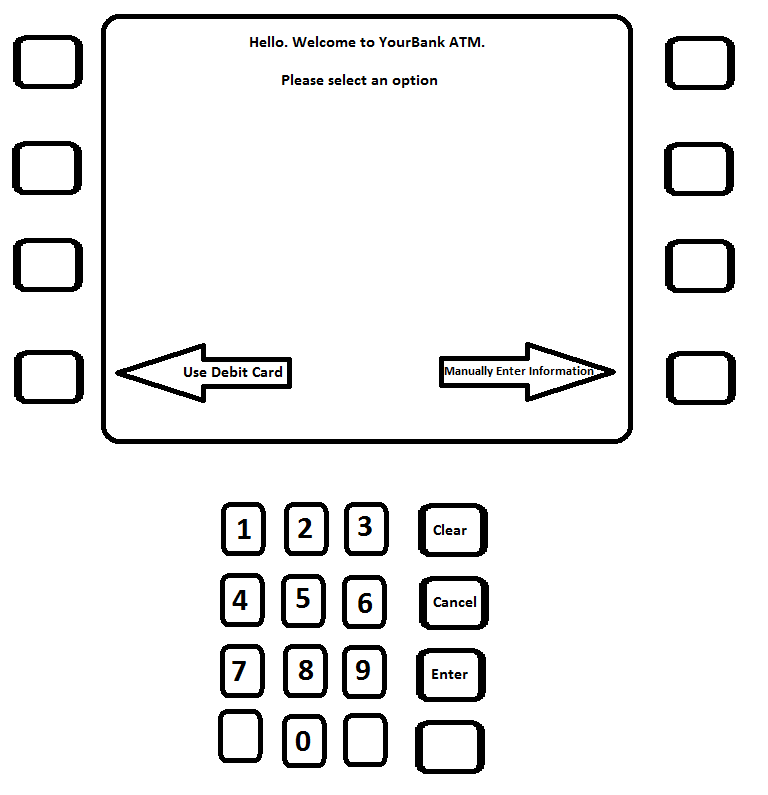 Hello. Welcome to YourBank ATM.
Please select an option
Use Debit Card
Manually Enter Information
1 2 3 Clear
4 5 6 Cancel
7 8 9 Enter
0